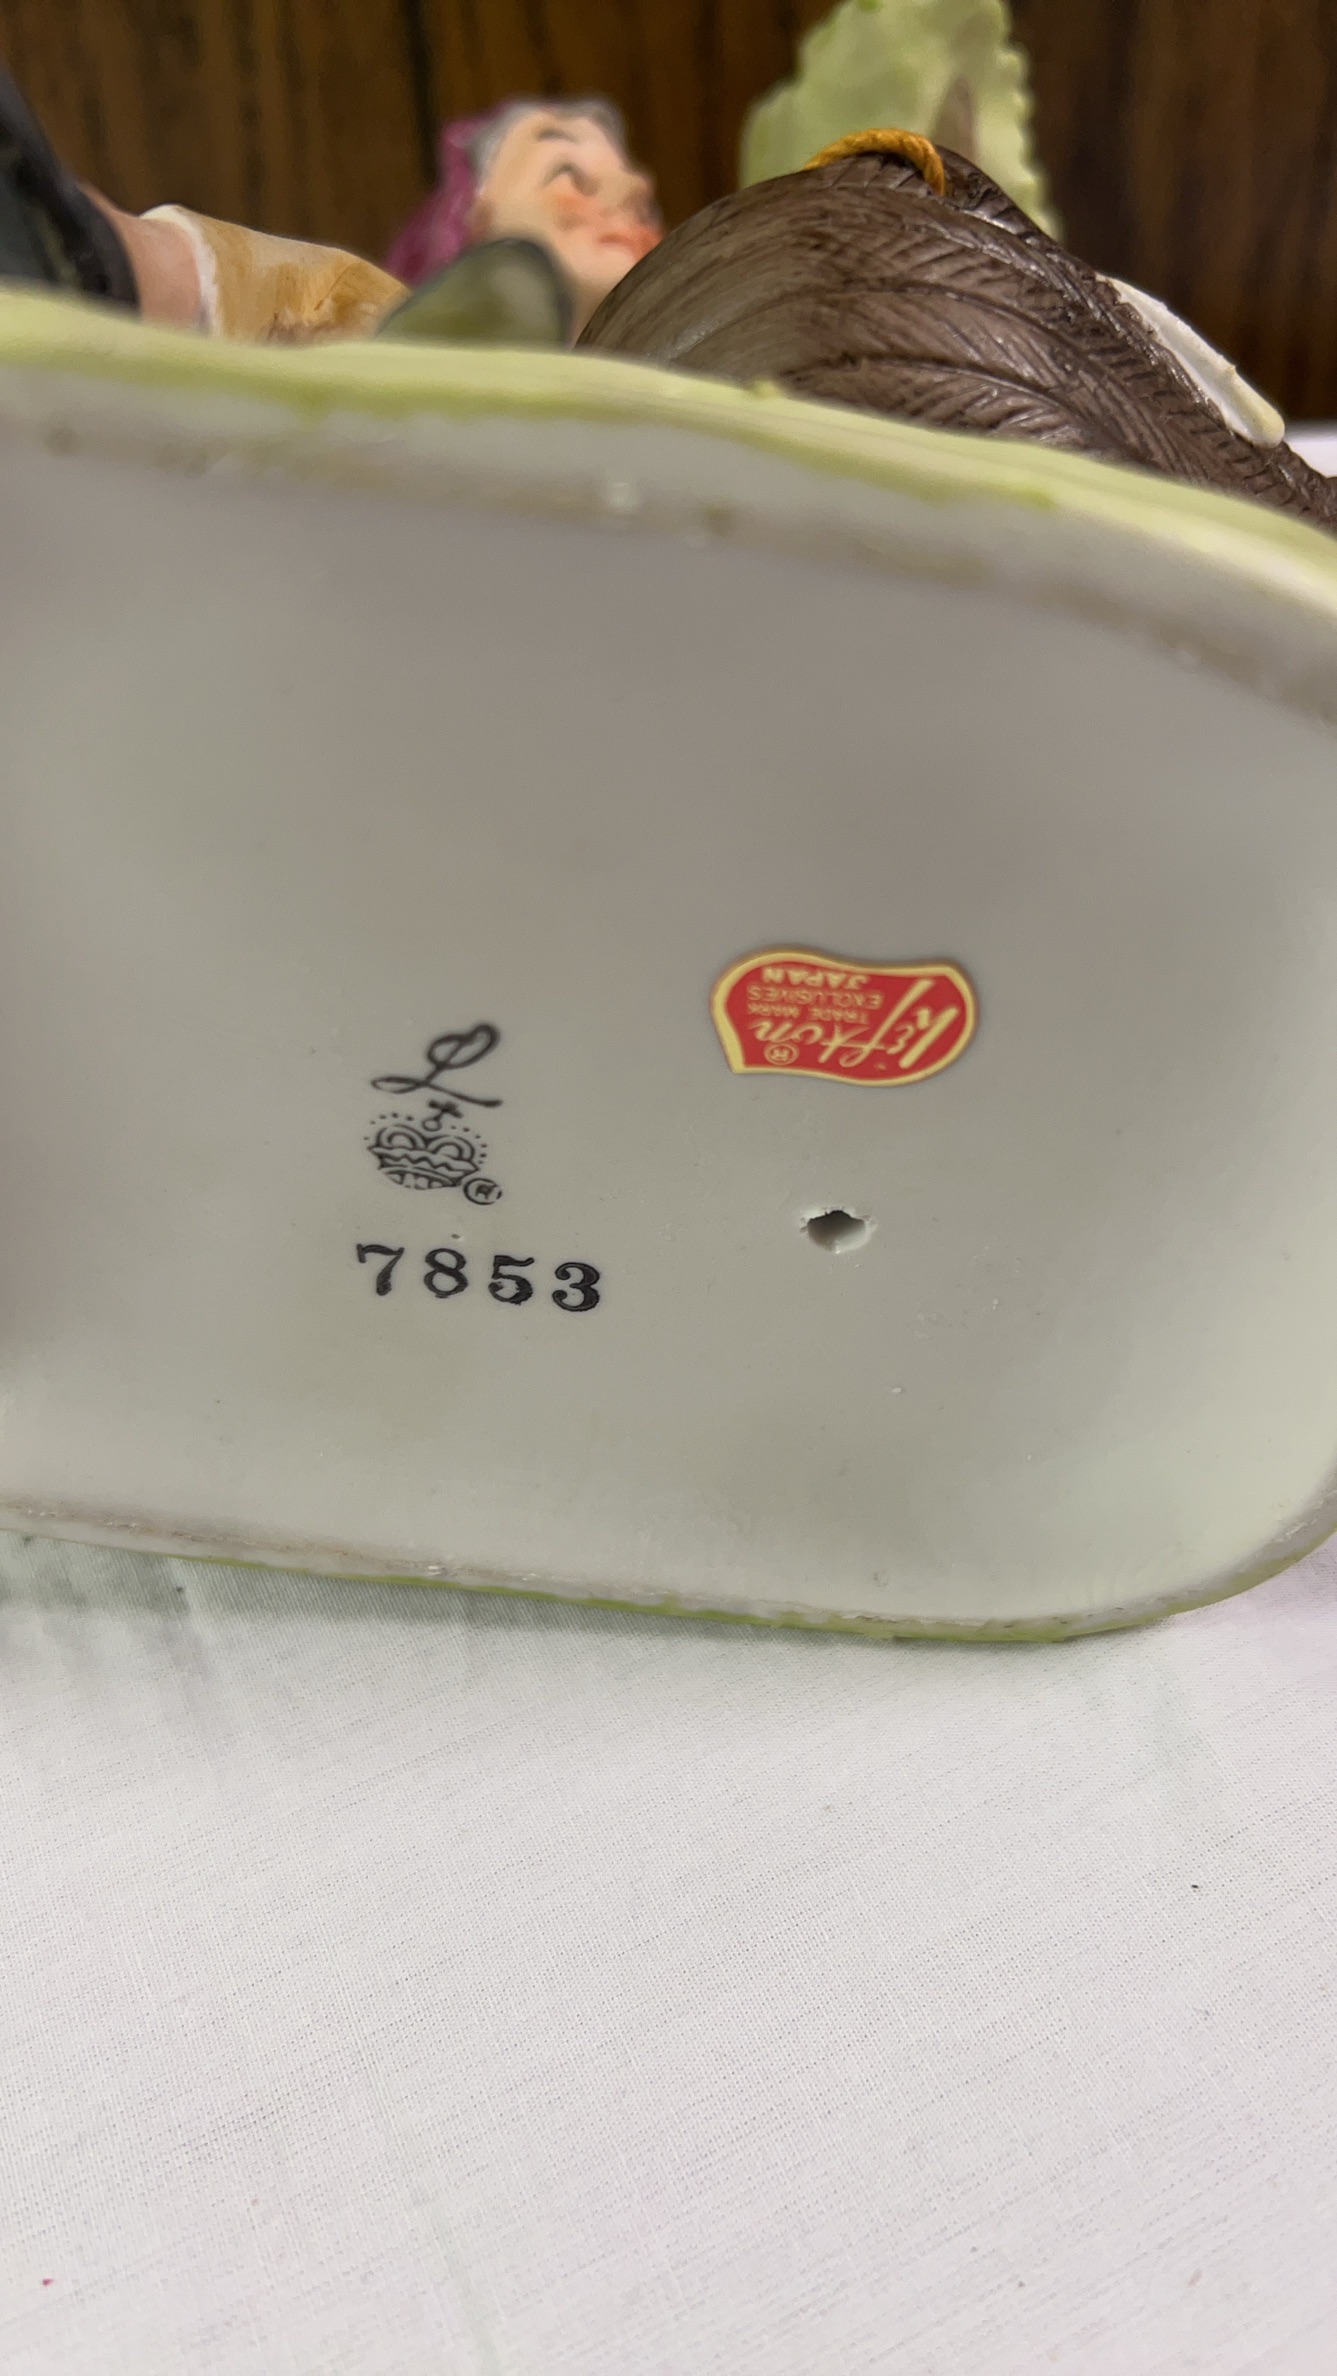 L
®
7853
Lefton ®
TRADE MARK
EXCLUSIVES
JAPAN